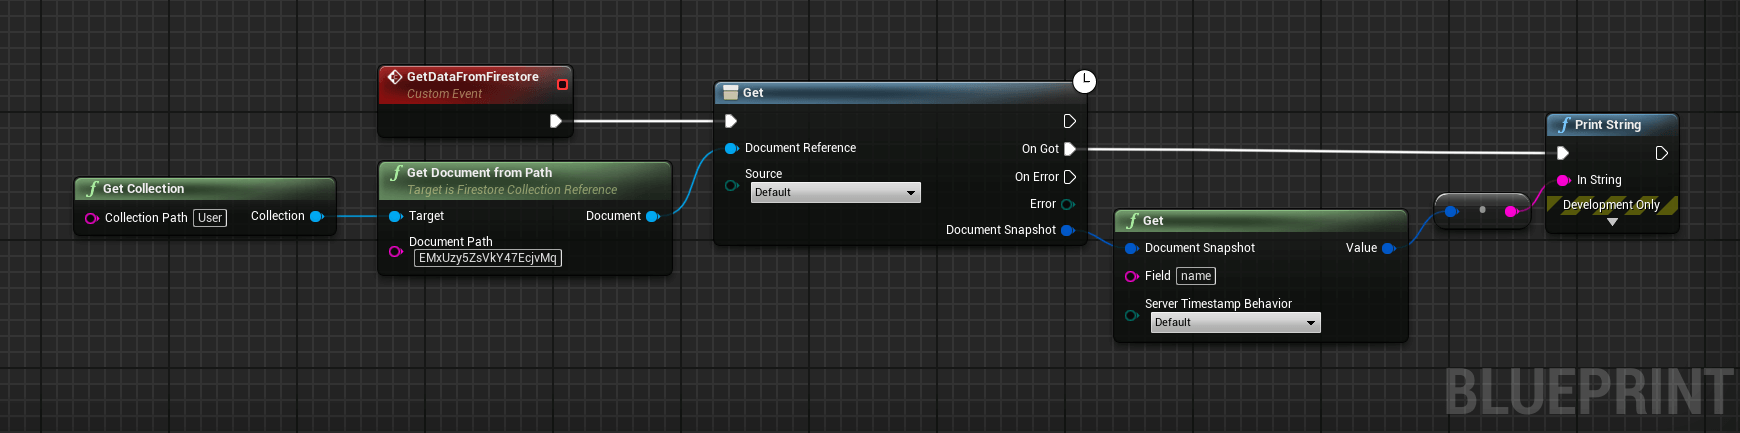 GetDataFromFirestore
Custom Event
Get Collection
Collection Path User Collection
Get Document from Path
Target is Firestore Collection Reference
Target Document
Document Path
EMxUzy5ZsVkY47EcjvMq
Get
Document Reference On Got
Source
Default
On Error
Error
Document Snapshot
Get
Document Snapshot Value
Field name
Server Timestamp Behavior
Default
Print String
In String
Development Only
BLUEPRINT